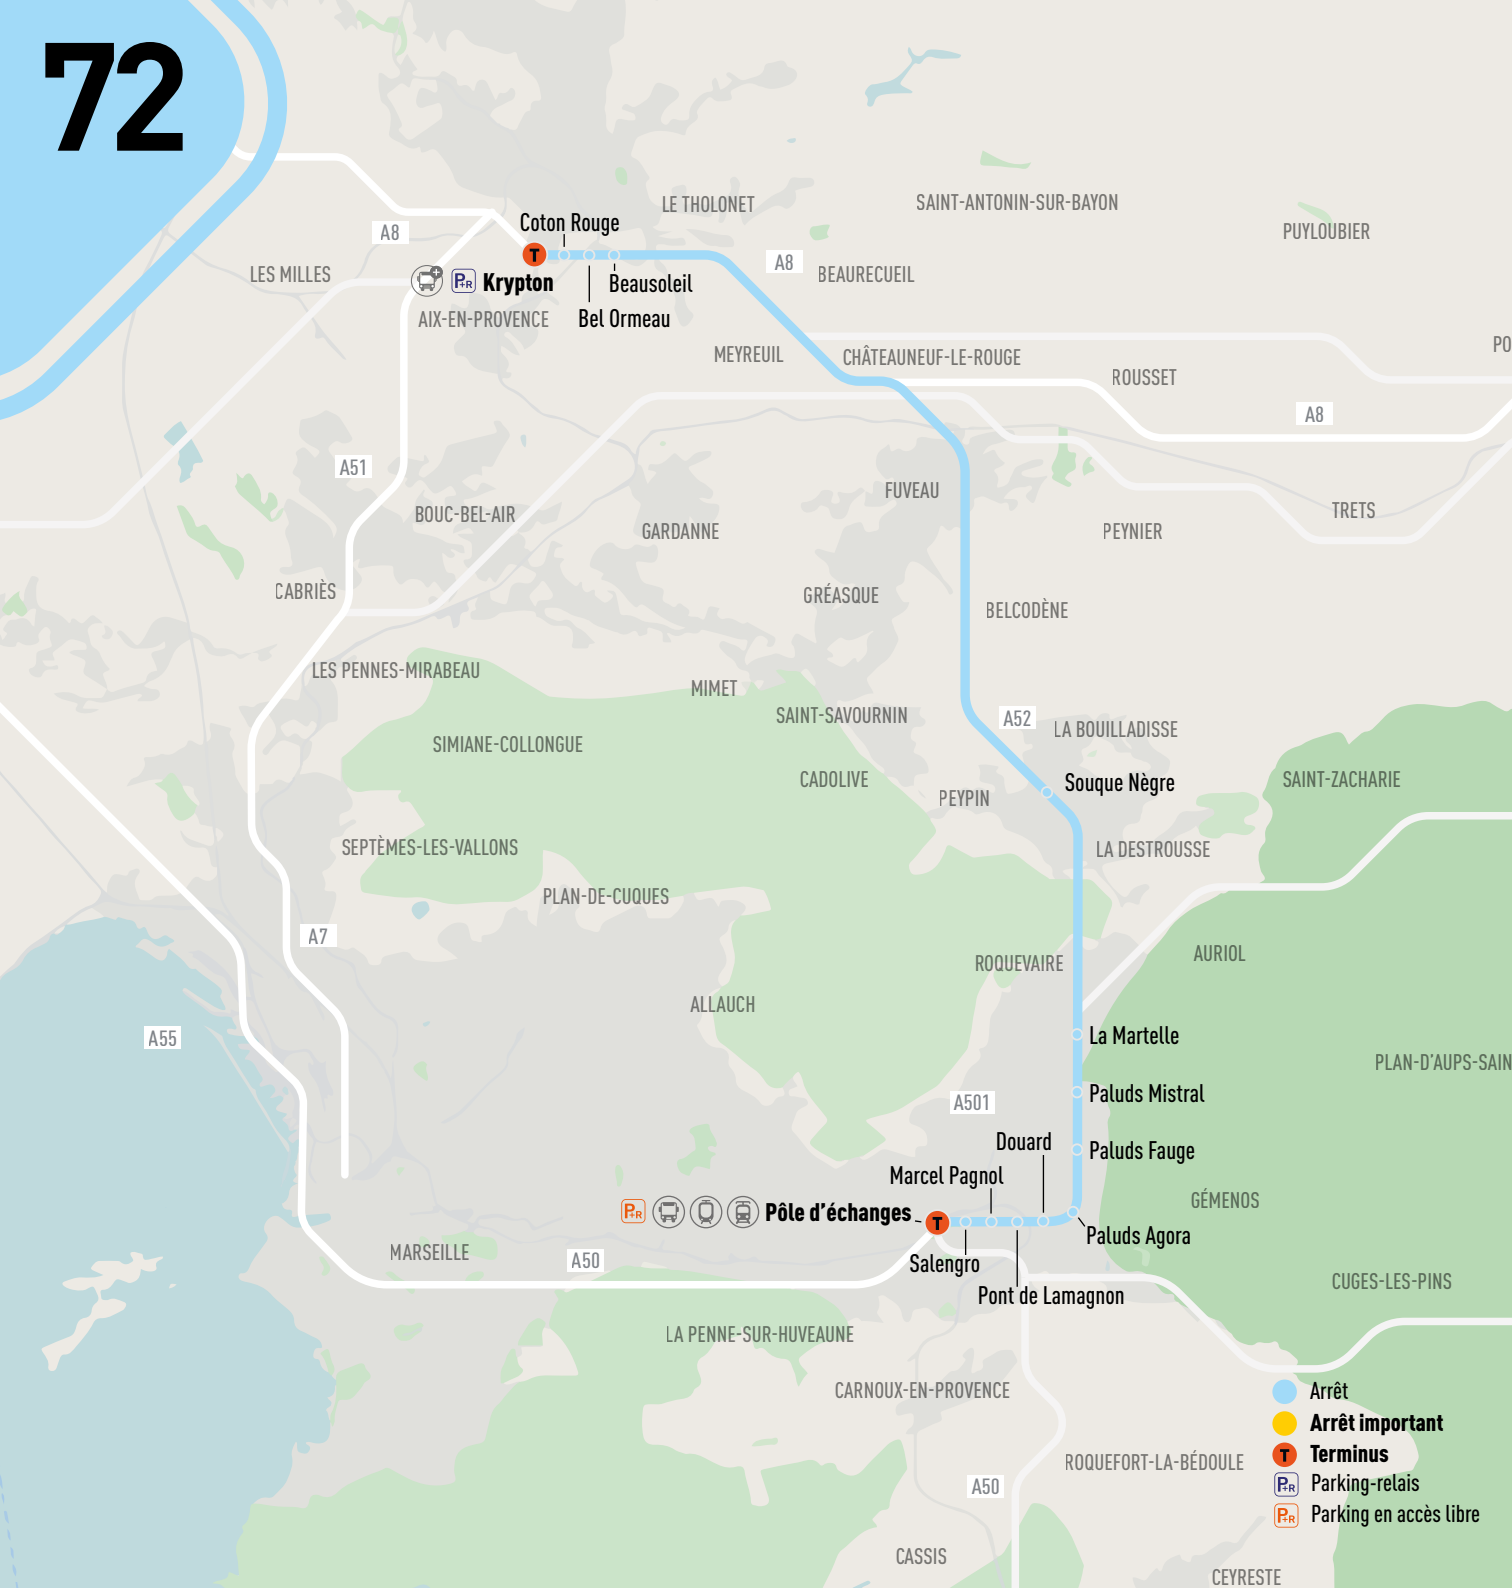 72
LE THOLONET
SAINT-ANTONIN-SUR-BAYON
Coton Rouge
PUYLOUBIER
A8
T
A8
LES MILLES
BEAURECUEIL
P+R Krypton
Beausoleil
AIX-EN-PROVENCE
Bel Ormeau
PO
MEYREUIL
CHÂTEAUNEUF-LE-ROUGE
ROUSSET
A8
A51
FUVEAU
BOUC-BEL-AIR
TRETS
GARDANNE
PEYNIER
CABRIÈS
GRÉASQUE
BELCODÈNE
LES PENNES-MIRABEAU
MIMET
SAINT-SAVOURNIN
A52
LA BOUILLADISSE
SIMIANE-COLLONGUE
CADOLIVE
Souque Nègre
SAINT-ZACHARIE
PEYPIN
SEPTÈMES-LES-VALLONS
LA DESTROUSSE
PLAN-DE-CUQUES
A7
AURIOL
ROQUEVAIRE
ALLAUCH
A55
La Martelle
PLAN-D'AUPS-SAIN
Paluds Mistral
A501
Douard
Paluds Fauge
Marcel Pagnol
GÉMENOS
P+R Pôle d'échanges
T
Paluds Agora
MARSEILLE
A50
Salengro
CUGES-LES-PINS
Pont de Lamagnon
LA PENNE-SUR-HUVEAUNE
CARNOUX-EN-PROVENCE
Arrêt
Arrêt important
T Terminus
ROQUEFORT-LA-BÉDOULE
P+R Parking-relais
A50
P+R Parking en accès libre
CASSIS
CEYRESTE